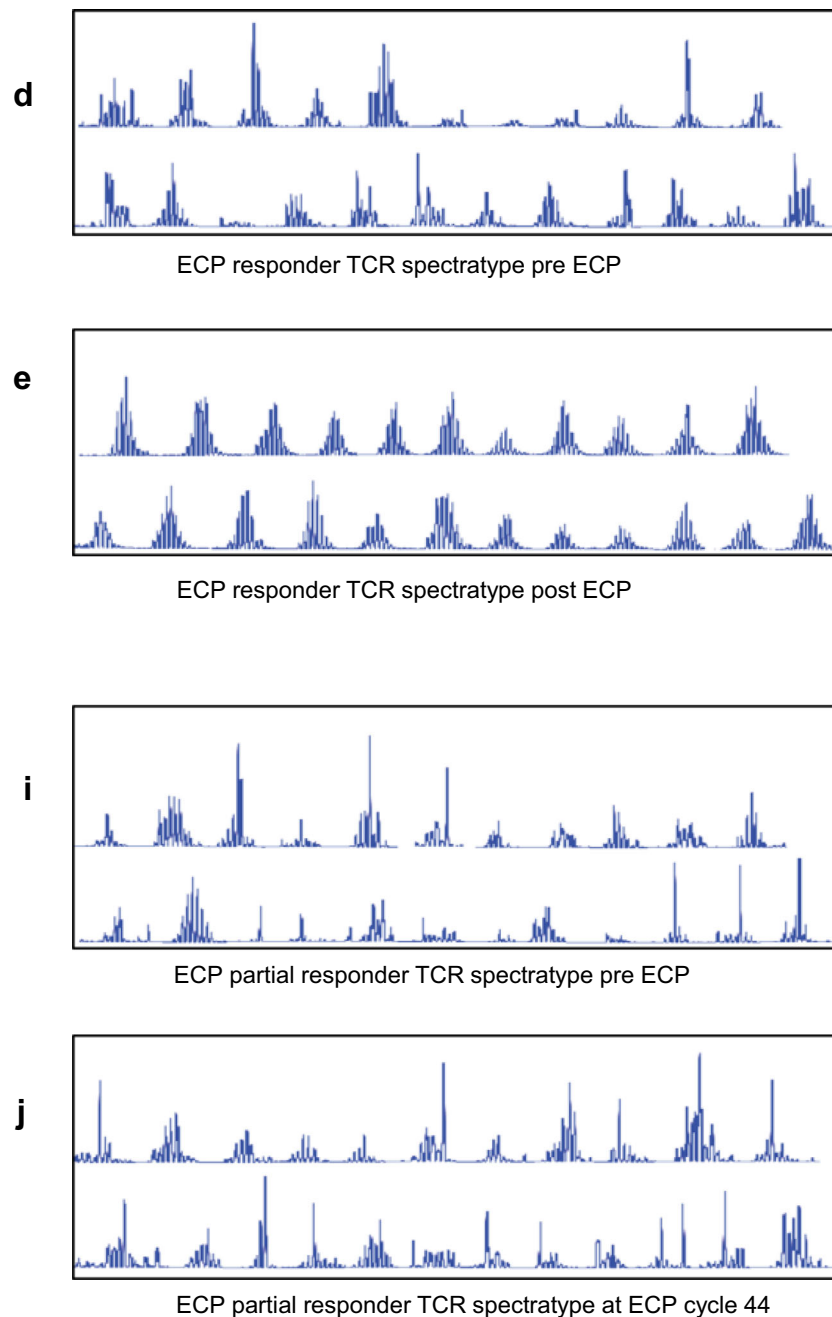 d
ECP responder TCR spectratype pre ECP
e
ECP responder TCR spectratype post ECP
i
ECP partial responder TCR spectratype pre ECP
j
ECP partial responder TCR spectratype at ECP cycle 44